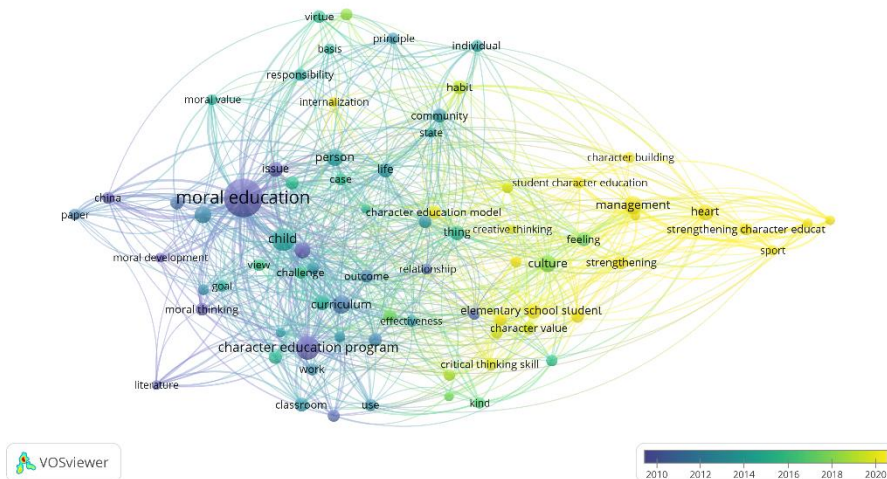 virtue
principle
individual
basis
responsibility
habit
moral value
internalization
community
state
person
character building
issue
life
case
student character education
china
moral education
management
paper
character education model
heart
creative thinking
strengthening character educat
child
thing
feeling
sport
moral development
view
challenge
relationship
culture
strengthening
goal
outcome
moral thinking
curriculum
elementary school student
effectiveness
character value
character education program
work
critical thinking skill
literature
classroom
use
kind
VOSviewer
2010 2012 2014 2016 2018 2020